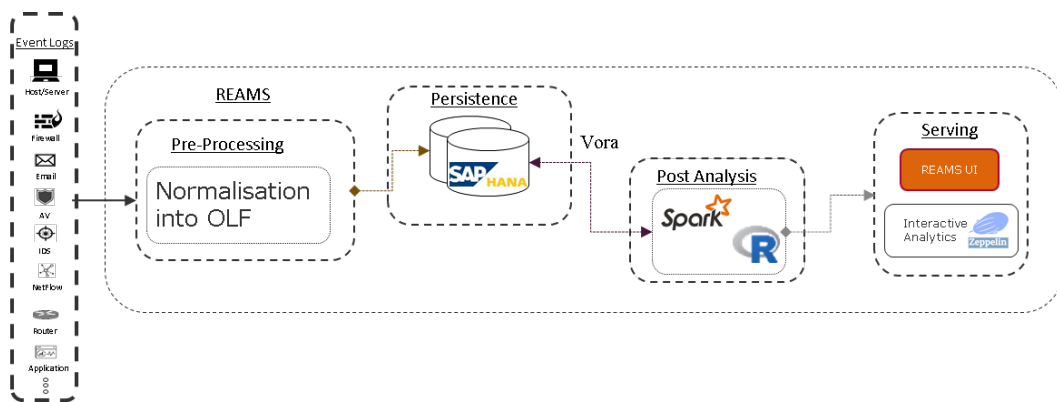 Event Logs
Host/Server
Firewall
Email
AV
IDS
NetFlow
Router
Application
REAMS
Pre-Processing
Normalisation
into OLF
Persistence
SAP HANA
Vora
Post Analysis
Spark
R
Serving
REAMS UI
Interactive
Analytics
Zeppelin